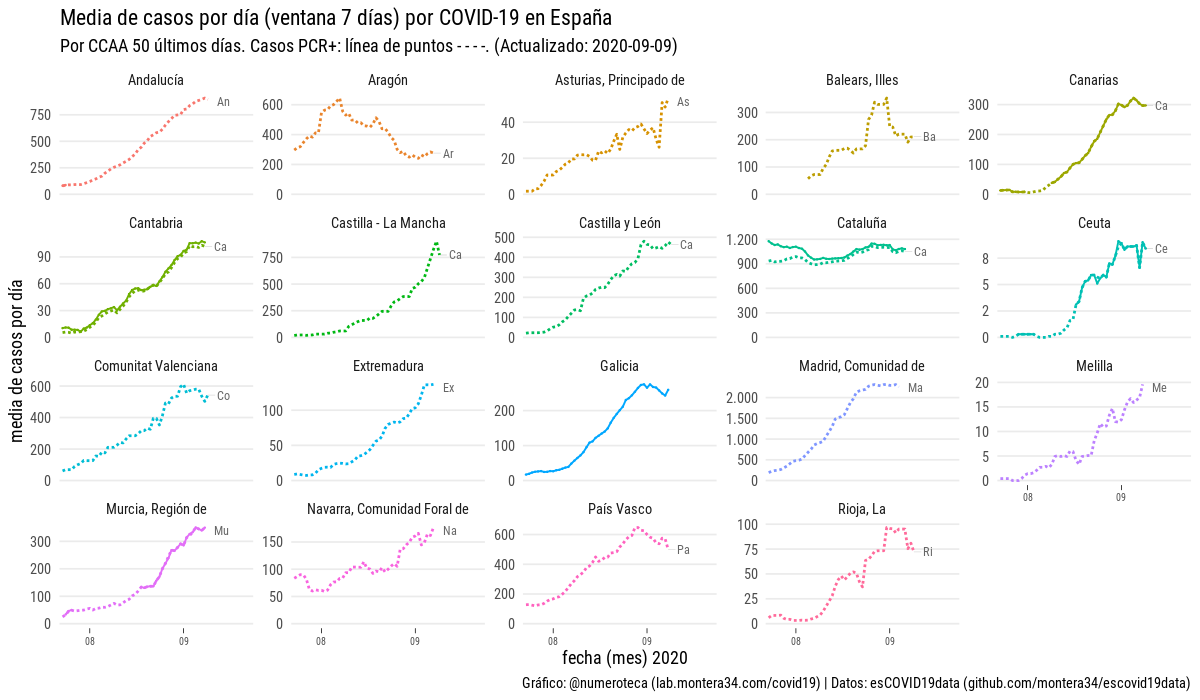 Media de casos por día (ventana 7 días) por COVID-19 en España
Por CCAA 50 últimos días. Casos PCR+: línea de puntos - - - -. (Actualizado: 2020-09-09)
media de casos por día
Andalucía
750
500
250
0
An
Aragón
600
400
200
0
Ar
Asturias, Principado de
40
20
0
As
Balears, Illes
300
200
100
0
Ba
Canarias
300
200
100
0
Ca
Cantabria
90
60
30
0
Ca
Castilla - La Mancha
750
500
250
0
Ca
Castilla y León
500
400
300
200
100
0
Ca
Cataluña
1.200
900
600
300
0
Ca
Ceuta
8
5
2
0
Ce
Comunitat Valenciana
600
400
200
0
Co
Extremadura
100
50
0
Ex
Galicia
200
100
0
Madrid, Comunidad de
2.000
1.500
1.000
500
0
Ma
Melilla
20
15
10
5
0
Me
08
09
Murcia, Región de
300
200
100
0
Mu
08
09
Navarra, Comunidad Foral de
150
100
50
0
Na
08
09
País Vasco
600
400
200
0
Pa
08
09
Rioja, La
100
75
50
25
0
Ri
08
09
fecha (mes) 2020
Gráfico: @numeroteca (lab.montera34.com/covid19) | Datos: esCOVID19data (github.com/montera34/escovid19data)